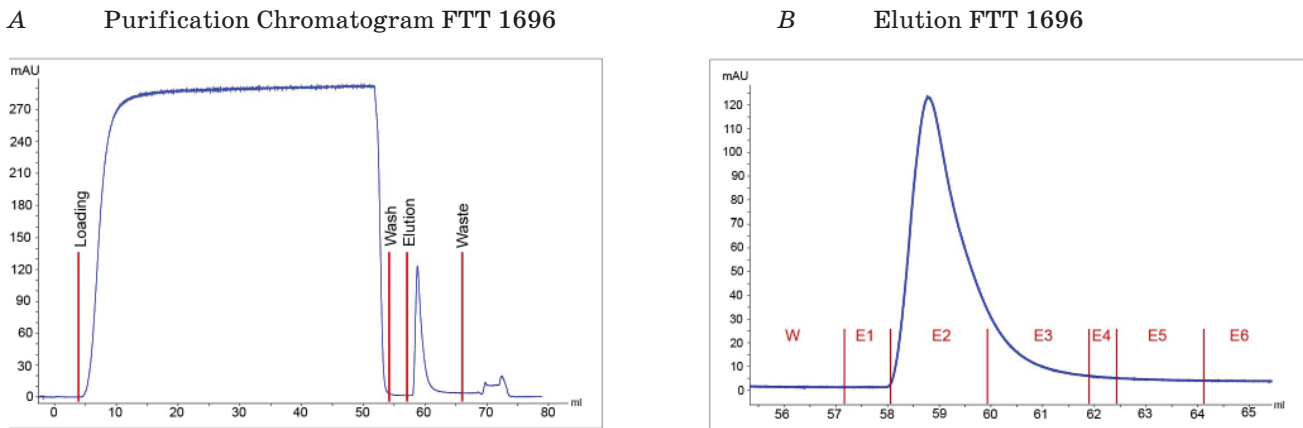 A Purification Chromatogram FTT 1696
mAU
270
240
210
180
150
120
90
60
30
0
Loading
Wash
Elution
Waste
0 10 20 30 40 50 60 70 80 ml
B Elution FTT 1696
mAU
120
110
100
90
80
70
60
50
40
30
20
10
0
W E1 E2 E3 E4 E5 E6
56 57 58 59 60 61 62 63 64 65 ml